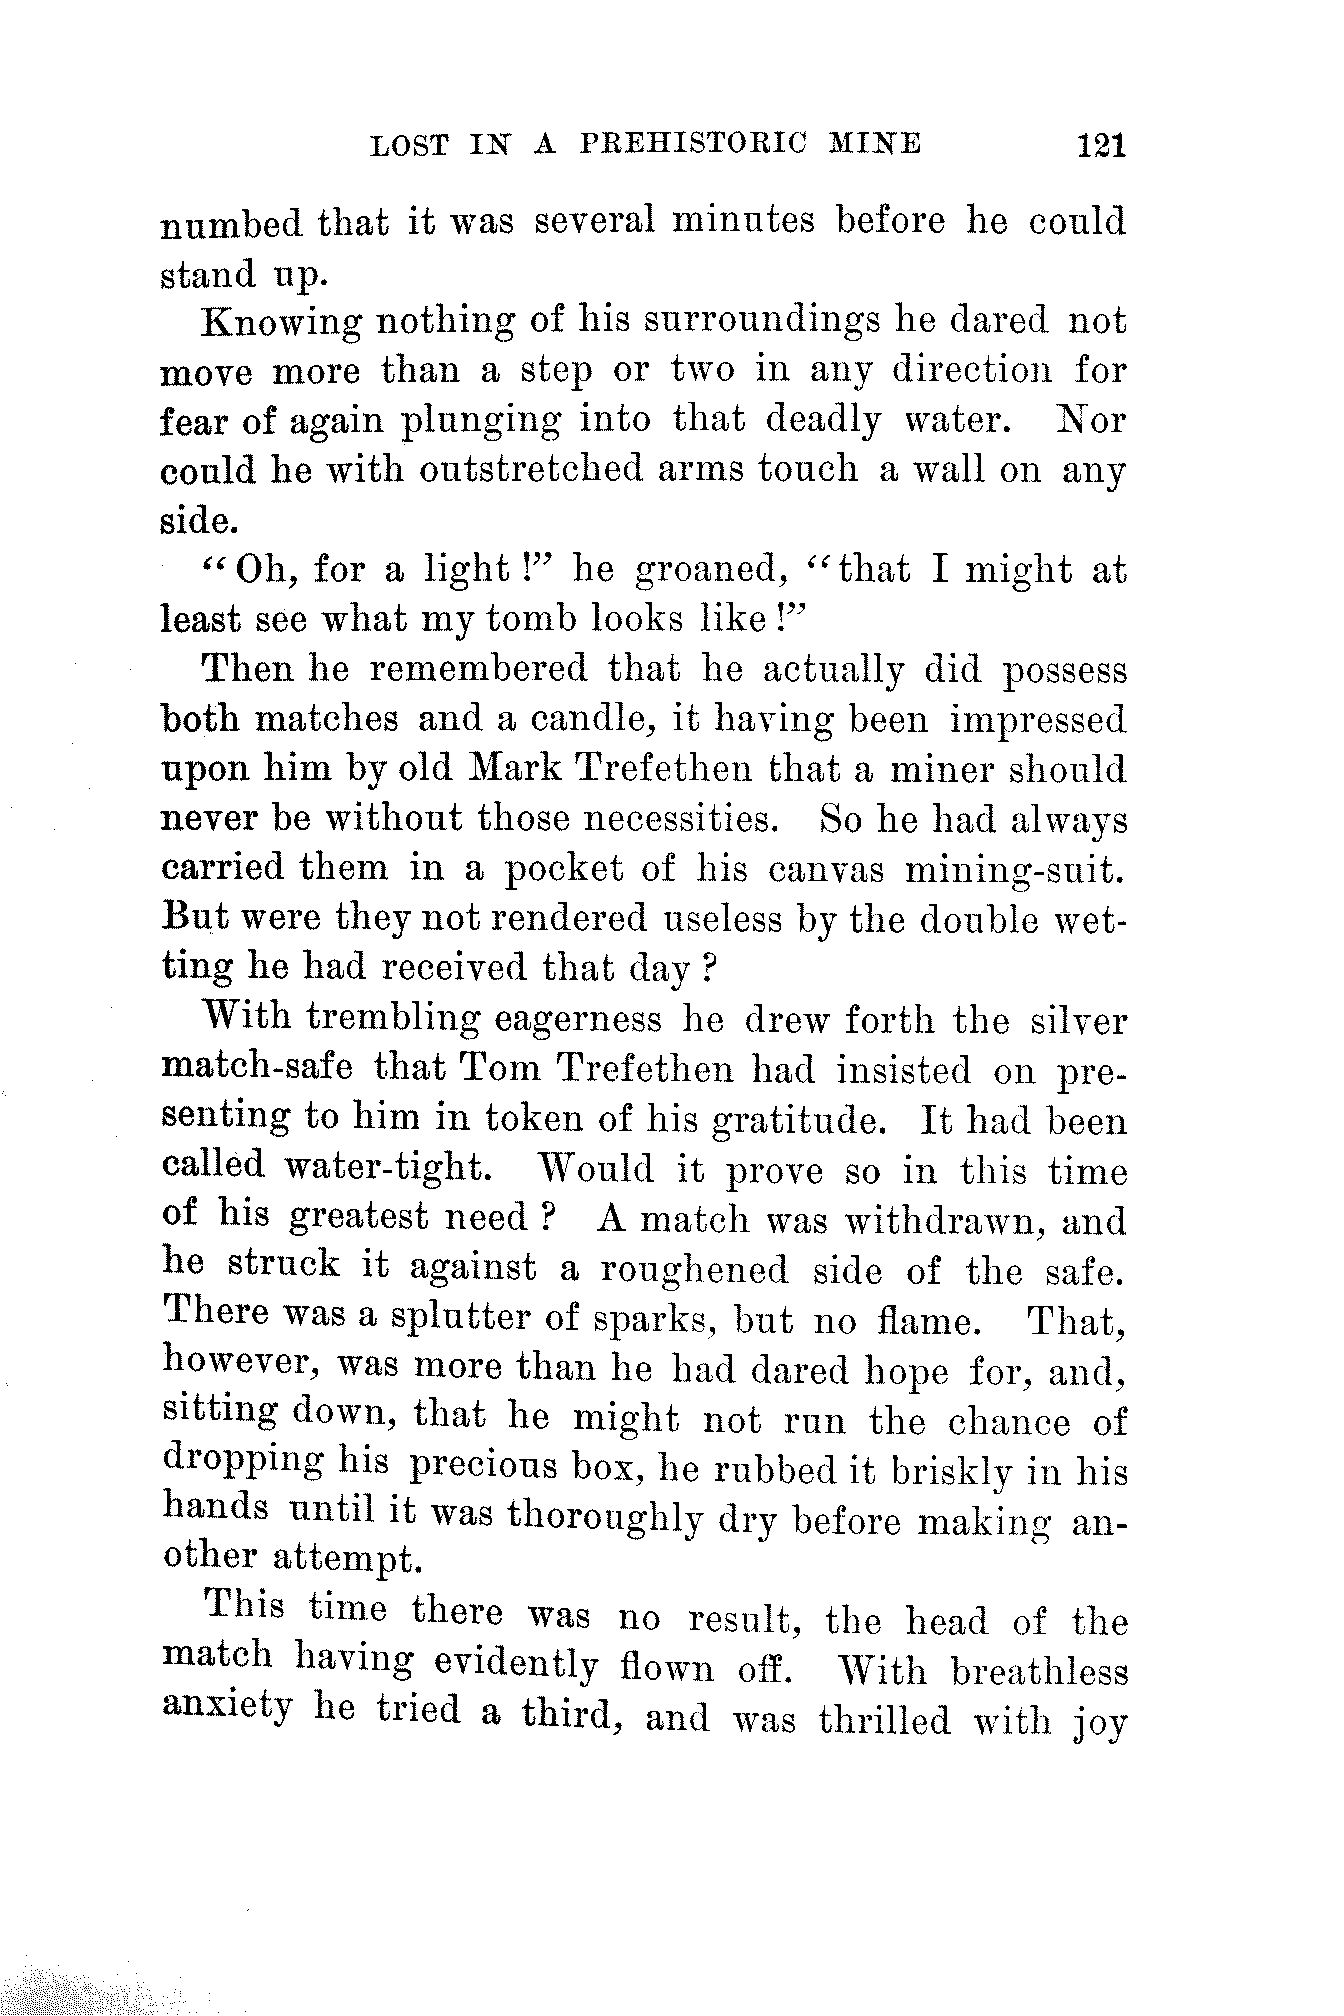 LOST IN A PREHISTORIC MINE 121
numbed that it was several minutes before he could
stand up.
Knowing nothing of his surroundings he dared not
move more than a step or two in any direction for
fear of again plunging into that deadly water. Nor
could he with outstretched arms touch a wall on any
side.
“Oh, for a light!” he groaned, “that I might at
least see what my tomb looks like!”
Then he remembered that he actually did possess
both matches and a candle, it having been impressed
upon him by old Mark Trefethen that a miner should
never be without those necessities. So he had always
carried them in a pocket of his canvas mining-suit.
But were they not rendered useless by the double wet-
ting he had received that day?
With trembling eagerness he drew forth the silver
match-safe that Tom Trefethen had insisted on pre-
senting to him in token of his gratitude. It had been
called water-tight. Would it prove so in this time
of his greatest need? A match was withdrawn, and
he struck it against a roughened side of the safe.
There was a splutter of sparks, but no flame. That,
however, was more than he had dared hope for, and,
sitting down, that he might not run the chance of
dropping his precious box, he rubbed it briskly in his
hands until it was thoroughly dry before making an-
other attempt.
This time there was no result, the head of the
match having evidently flown off. With breathless
anxiety he tried a third, and was thrilled with joy